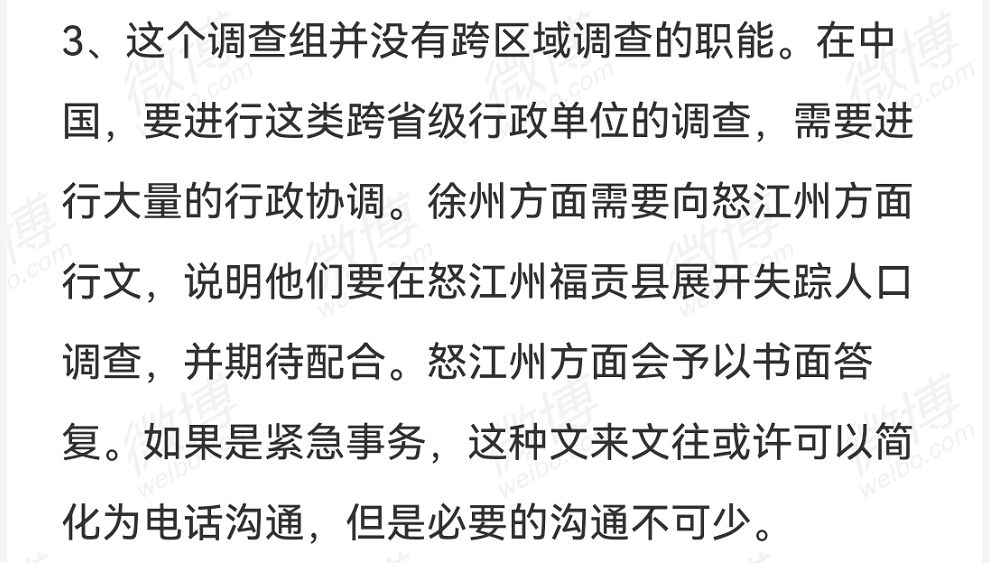 3、这个调查组并没有跨区域调查的职能。在中
国，要进行这类跨省级行政单位的调查，需要进
行大量的行政协调。徐州方面需要向怒江州方面
行文，说明他们要在怒江州福贡县展开失踪人口
调查，并期待配合。怒江州方面会予以书面答
复。如果是紧急事务，这种文来文往或许可以简
化为电话沟通，但是必要的沟通不可少。